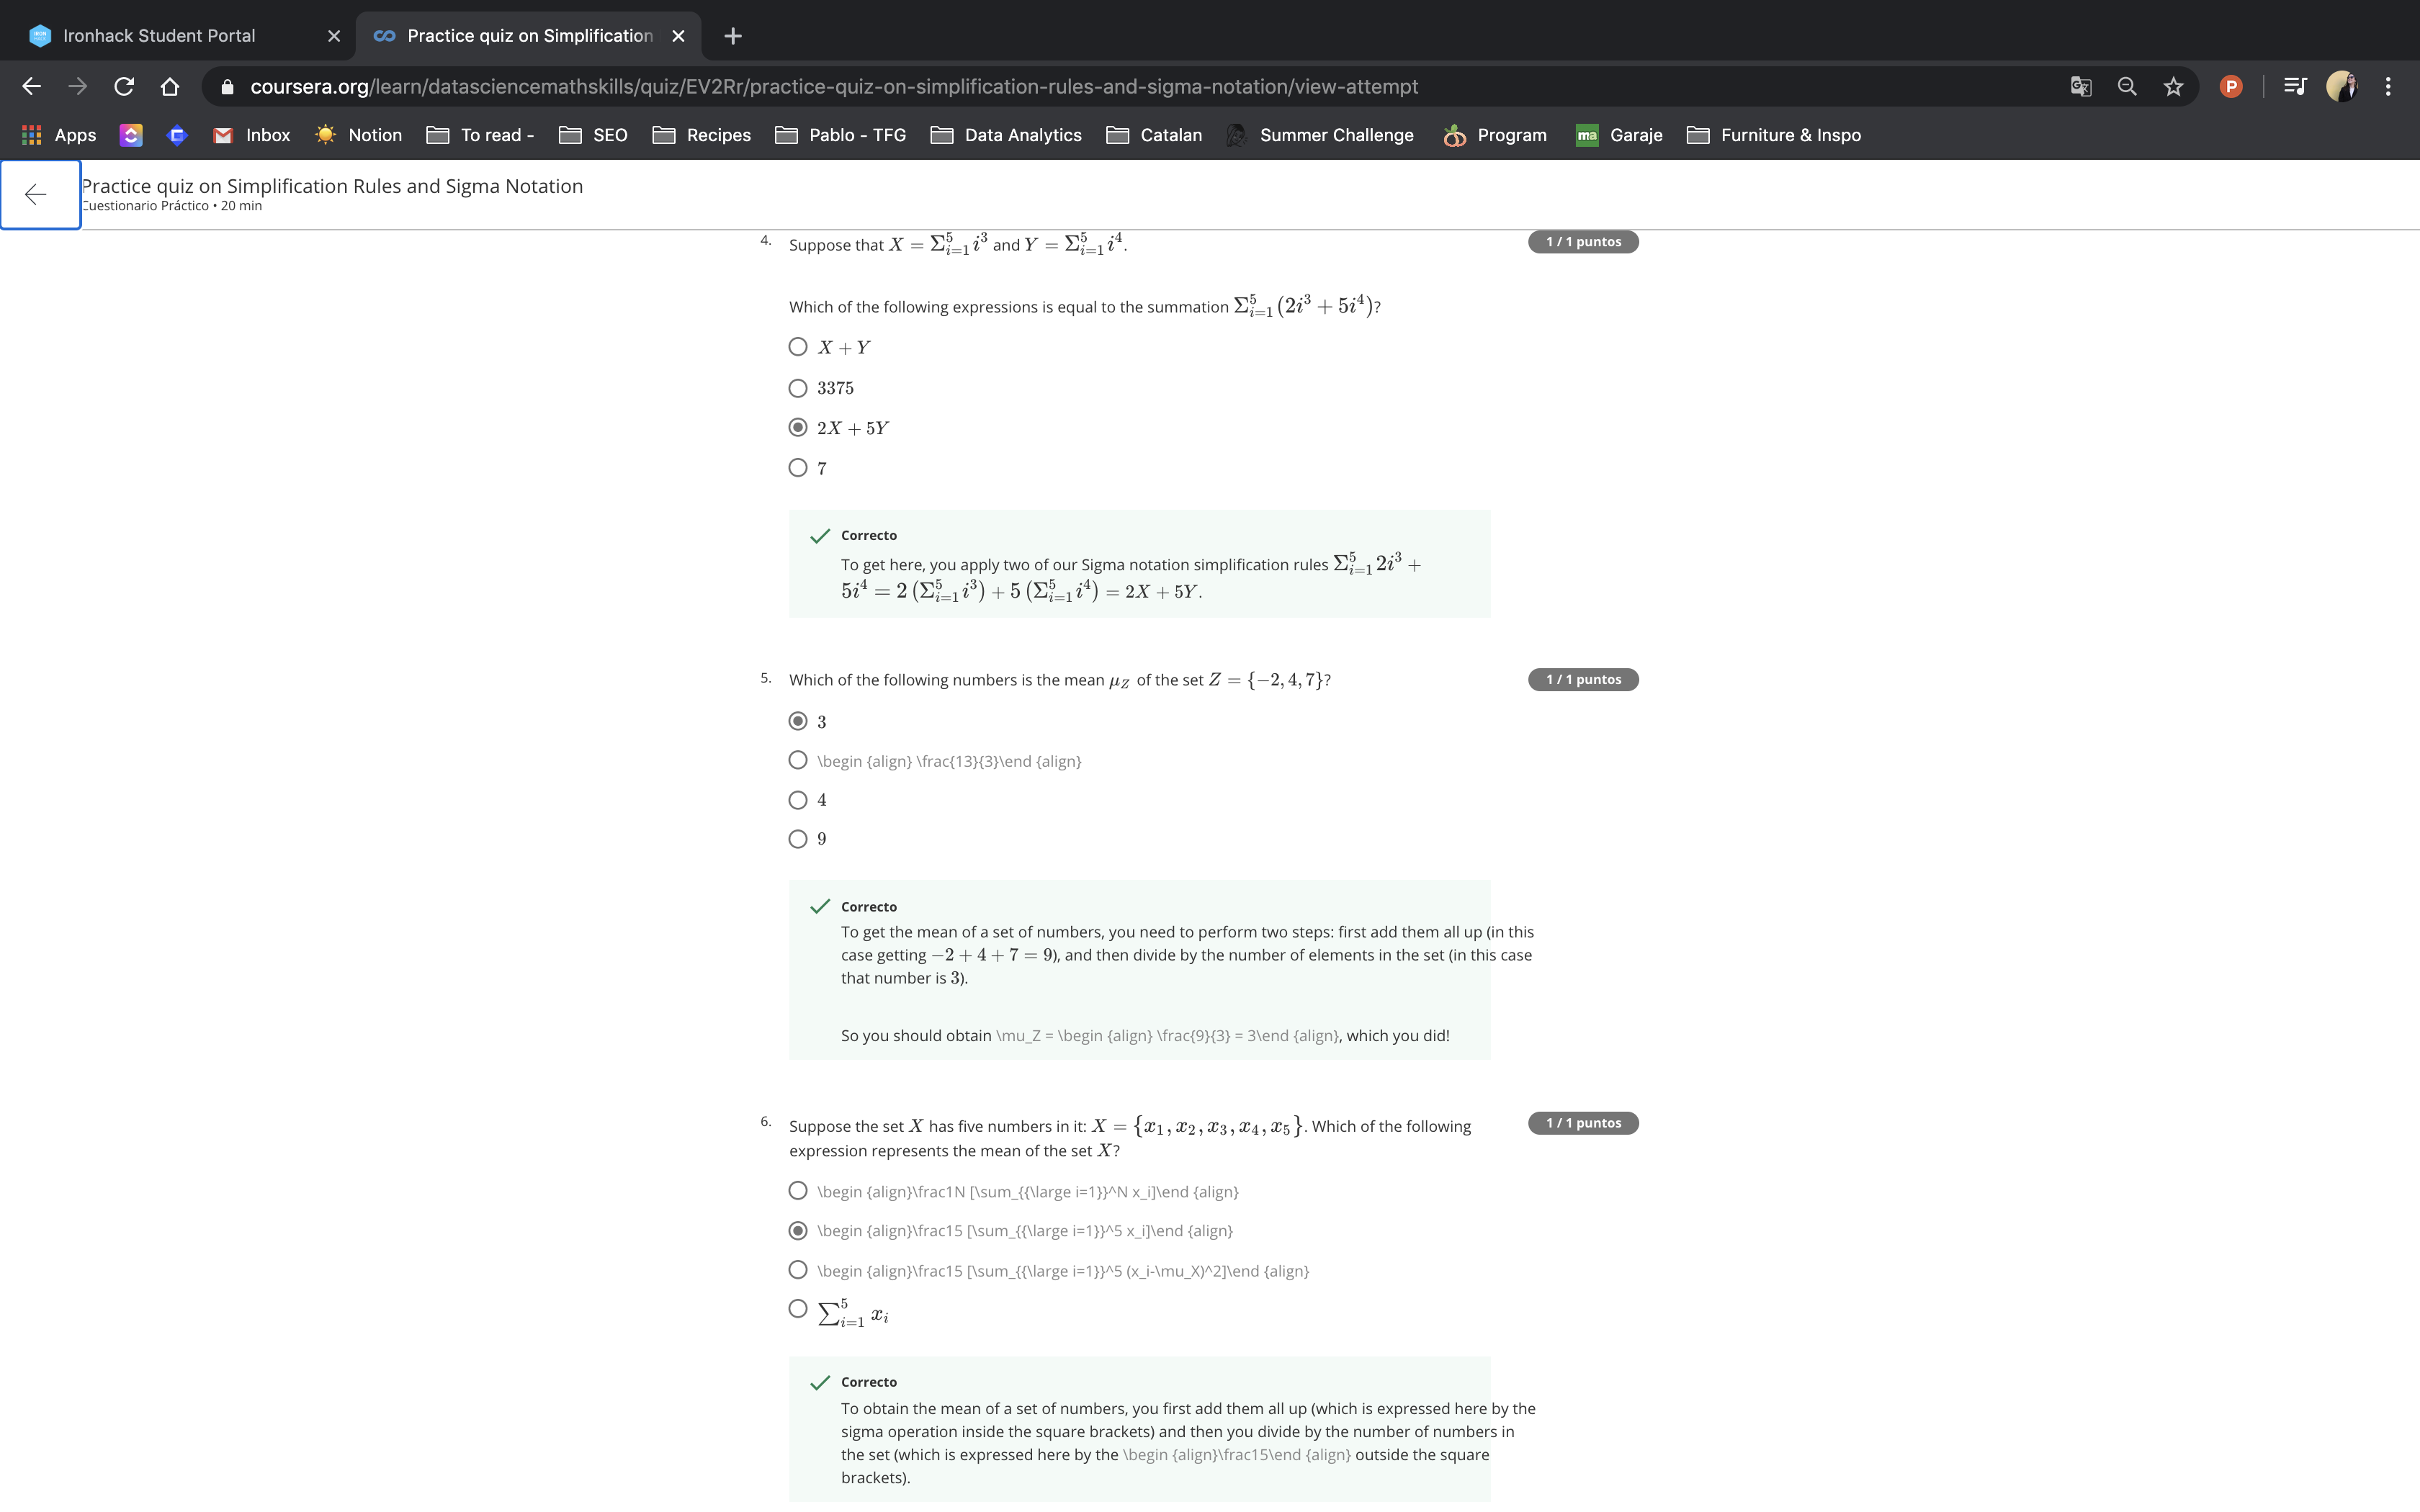 Ironhack Student Portal
Practice quiz on Simplification
coursera.org/learn/datasciencemathskills/quiz/EV2Rr/practice-quiz-on-simplification-rules-and-sigma-notation/view-attempt
P
Apps Inbox Notion To read - SEO Recipes Pablo - TFG Data Analytics Catalan Summer Challenge Program ma Garaje Furniture & Inspo
Practice quiz on Simplification Rules and Sigma Notation
Cuestionario Práctico • 20 min
4. Suppose that X = Σ_{i=1}^5 i^3 and Y = Σ_{i=1}^5 i^4. 1 / 1 puntos
Which of the following expressions is equal to the summation Σ_{i=1}^5 (2i^3 + 5i^4)?
X + Y
3375
2X + 5Y
7
Correcto
To get here, you apply two of our Sigma notation simplification rules Σ_{i=1}^5 2i^3 +
5i^4 = 2 (Σ_{i=1}^5 i^3) + 5 (Σ_{i=1}^5 i^4) = 2X + 5Y.
5. Which of the following numbers is the mean μ_Z of the set Z = {−2, 4, 7}? 1 / 1 puntos
3
\begin {align} \frac{13}{3}\end {align}
4
9
Correcto
To get the mean of a set of numbers, you need to perform two steps: first add them all up (in this
case getting −2 + 4 + 7 = 9), and then divide by the number of elements in the set (in this case
that number is 3).
So you should obtain \mu_Z = \begin {align} \frac{9}{3} = 3\end {align}, which you did!
6. Suppose the set X has five numbers in it: X = {x_1, x_2, x_3, x_4, x_5}. Which of the following 1 / 1 puntos
expression represents the mean of the set X?
\begin {align}\frac1N [\sum_{{\large i=1}}^N x_i]\end {align}
\begin {align}\frac15 [\sum_{{\large i=1}}^5 x_i]\end {align}
\begin {align}\frac15 [\sum_{{\large i=1}}^5 (x_i-\mu_X)^2]\end {align}
∑_{i=1}^5 x_i
Correcto
To obtain the mean of a set of numbers, you first add them all up (which is expressed here by the
sigma operation inside the square brackets) and then you divide by the number of numbers in
the set (which is expressed here by the \begin {align}\frac15\end {align} outside the square
brackets).